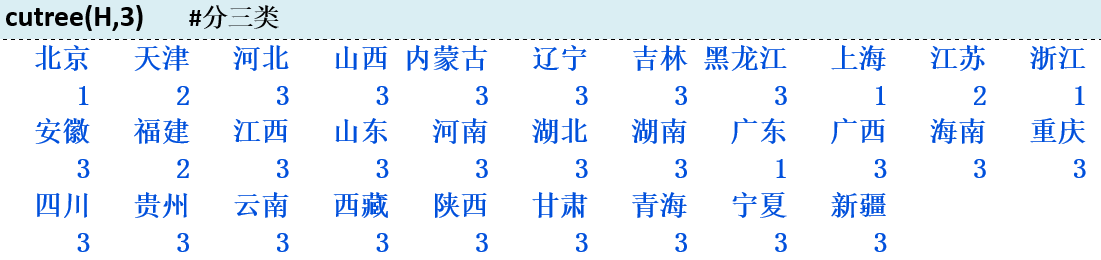 cutree(H,3) #分三类
北京 天津 河北 山西 内蒙古 辽宁 吉林 黑龙江 上海 江苏 浙江
1 2 3 3 3 3 3 3 1 2 1
安徽 福建 江西 山东 河南 湖北 湖南 广东 广西 海南 重庆
3 2 3 3 3 3 3 1 3 3 3
四川 贵州 云南 西藏 陕西 甘肃 青海 宁夏 新疆
3 3 3 3 3 3 3 3 3